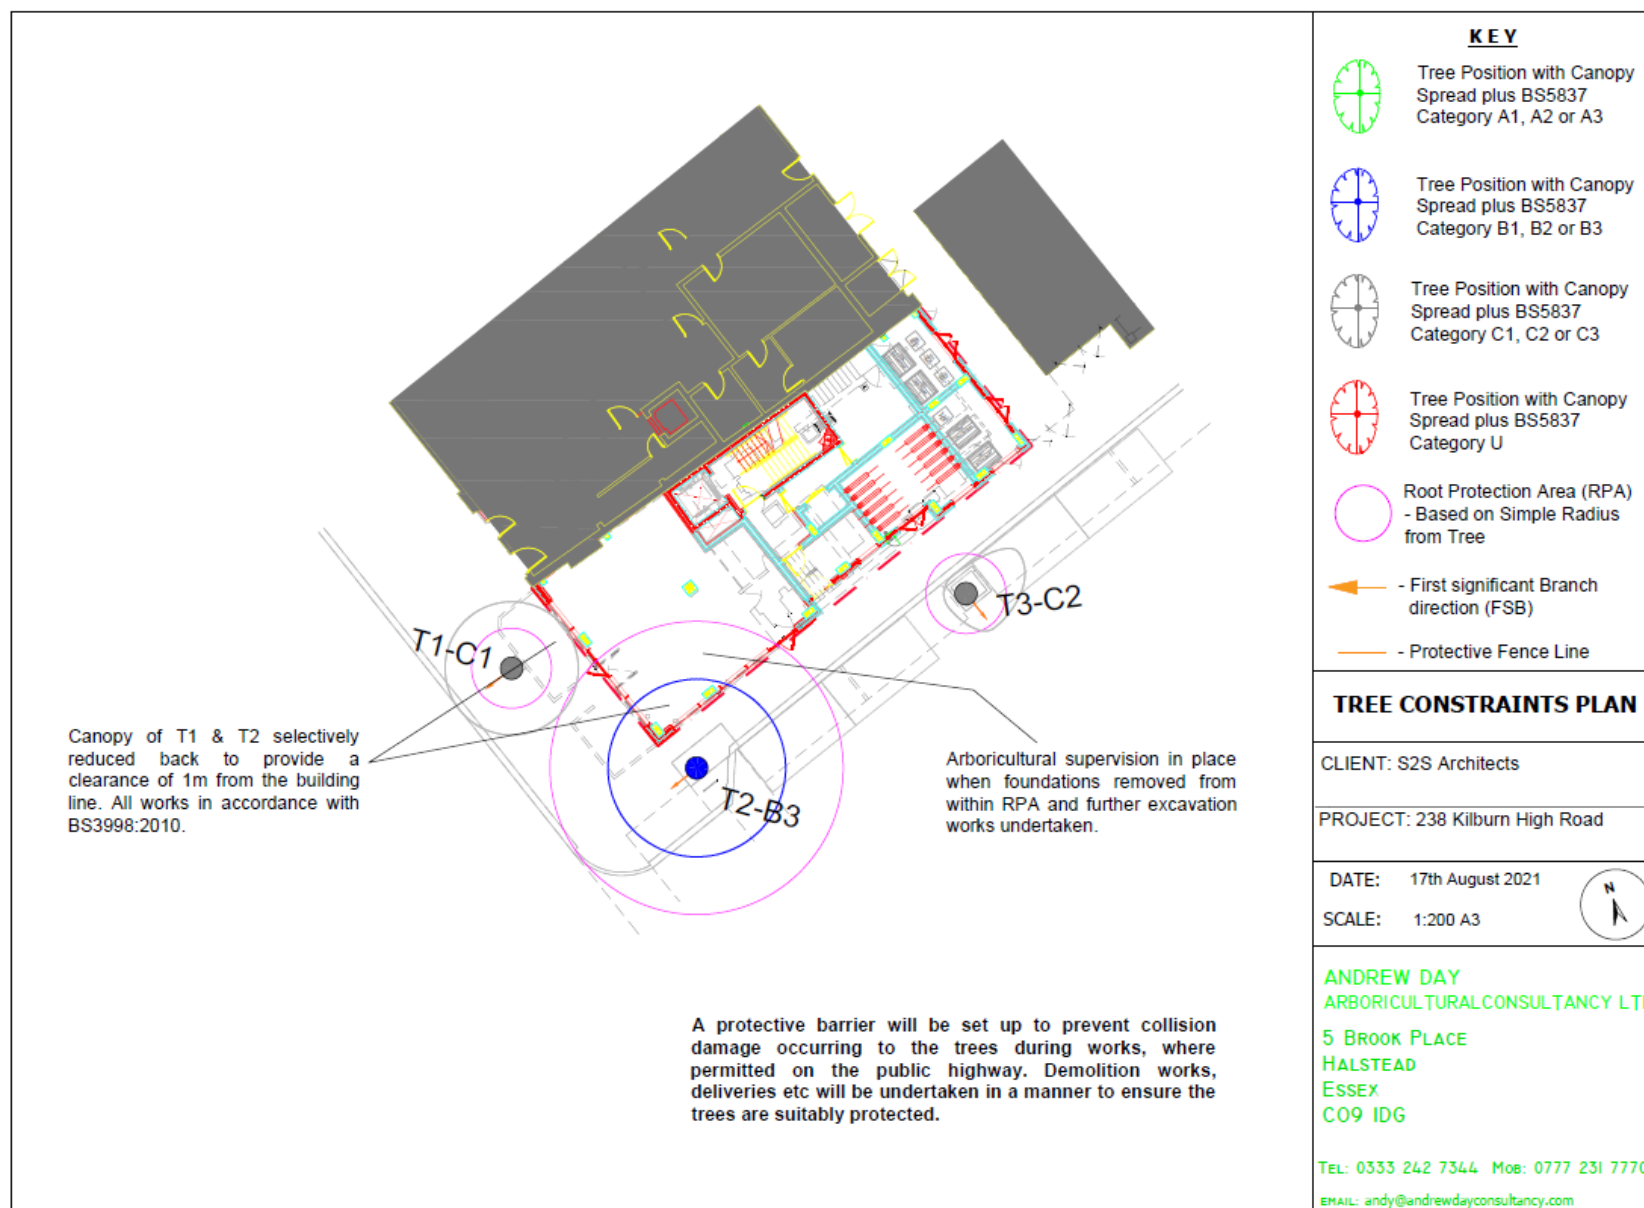 KEY
Tree Position with Canopy
Spread plus BS5837
Category A1, A2 or A3
Tree Position with Canopy
Spread plus BS5837
Category B1, B2 or B3
Tree Position with Canopy
Spread plus BS5837
Category C1, C2 or C3
Tree Position with Canopy
Spread plus BS5837
Category U
Root Protection Area (RPA)
- Based on Simple Radius
from Tree
- First significant Branch
direction (FSB)
- Protective Fence Line
TREE CONSTRAINTS PLAN
CLIENT: S2S Architects
PROJECT: 238 Kilburn High Road
DATE: 17th August 2021
SCALE: 1:200 A3
N
ANDREW DAY
ARBORICULTURAL CONSULTANCY LT
5 BROOK PLACE
HALSTEAD
ESSEX
CO9 1DG
TEL: 0333 242 7344 MOB: 0777 231 7770
EMAIL: andy@andrewdayconsultancy.com
T1-C1
T2-B3
T3-C2
Canopy of T1 & T2 selectively
reduced back to provide a
clearance of 1m from the building
line. All works in accordance with
BS3998:2010.
Arboricultural supervision in place
when foundations removed from
within RPA and further excavation
works undertaken.
A protective barrier will be set up to prevent collision
damage occurring to the trees during works, where
permitted on the public highway. Demolition works,
deliveries etc will be undertaken in a manner to ensure the
trees are suitably protected.